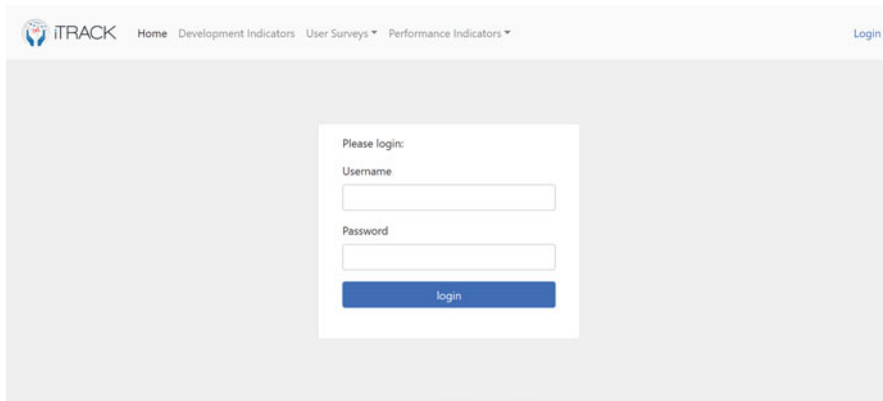 iTRACK Home Development Indicators User Surveys Performance Indicators Login
Please login:
Username
Password
login